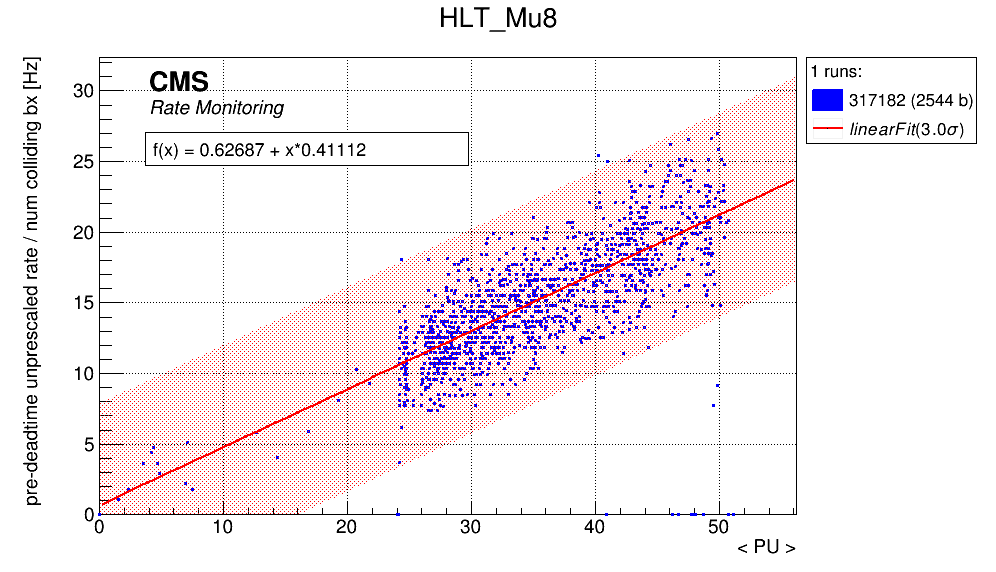 HLT_Mu8
pre-deadtime unprescaled rate / num colliding bx [Hz]
30
25
20
15
10
5
0
CMS
Rate Monitoring
f(x) = 0.62687 + x*0.41112
1 runs:
317182 (2544 b)
linearFit(3.0σ)
0 10 20 30 40 50
< PU >